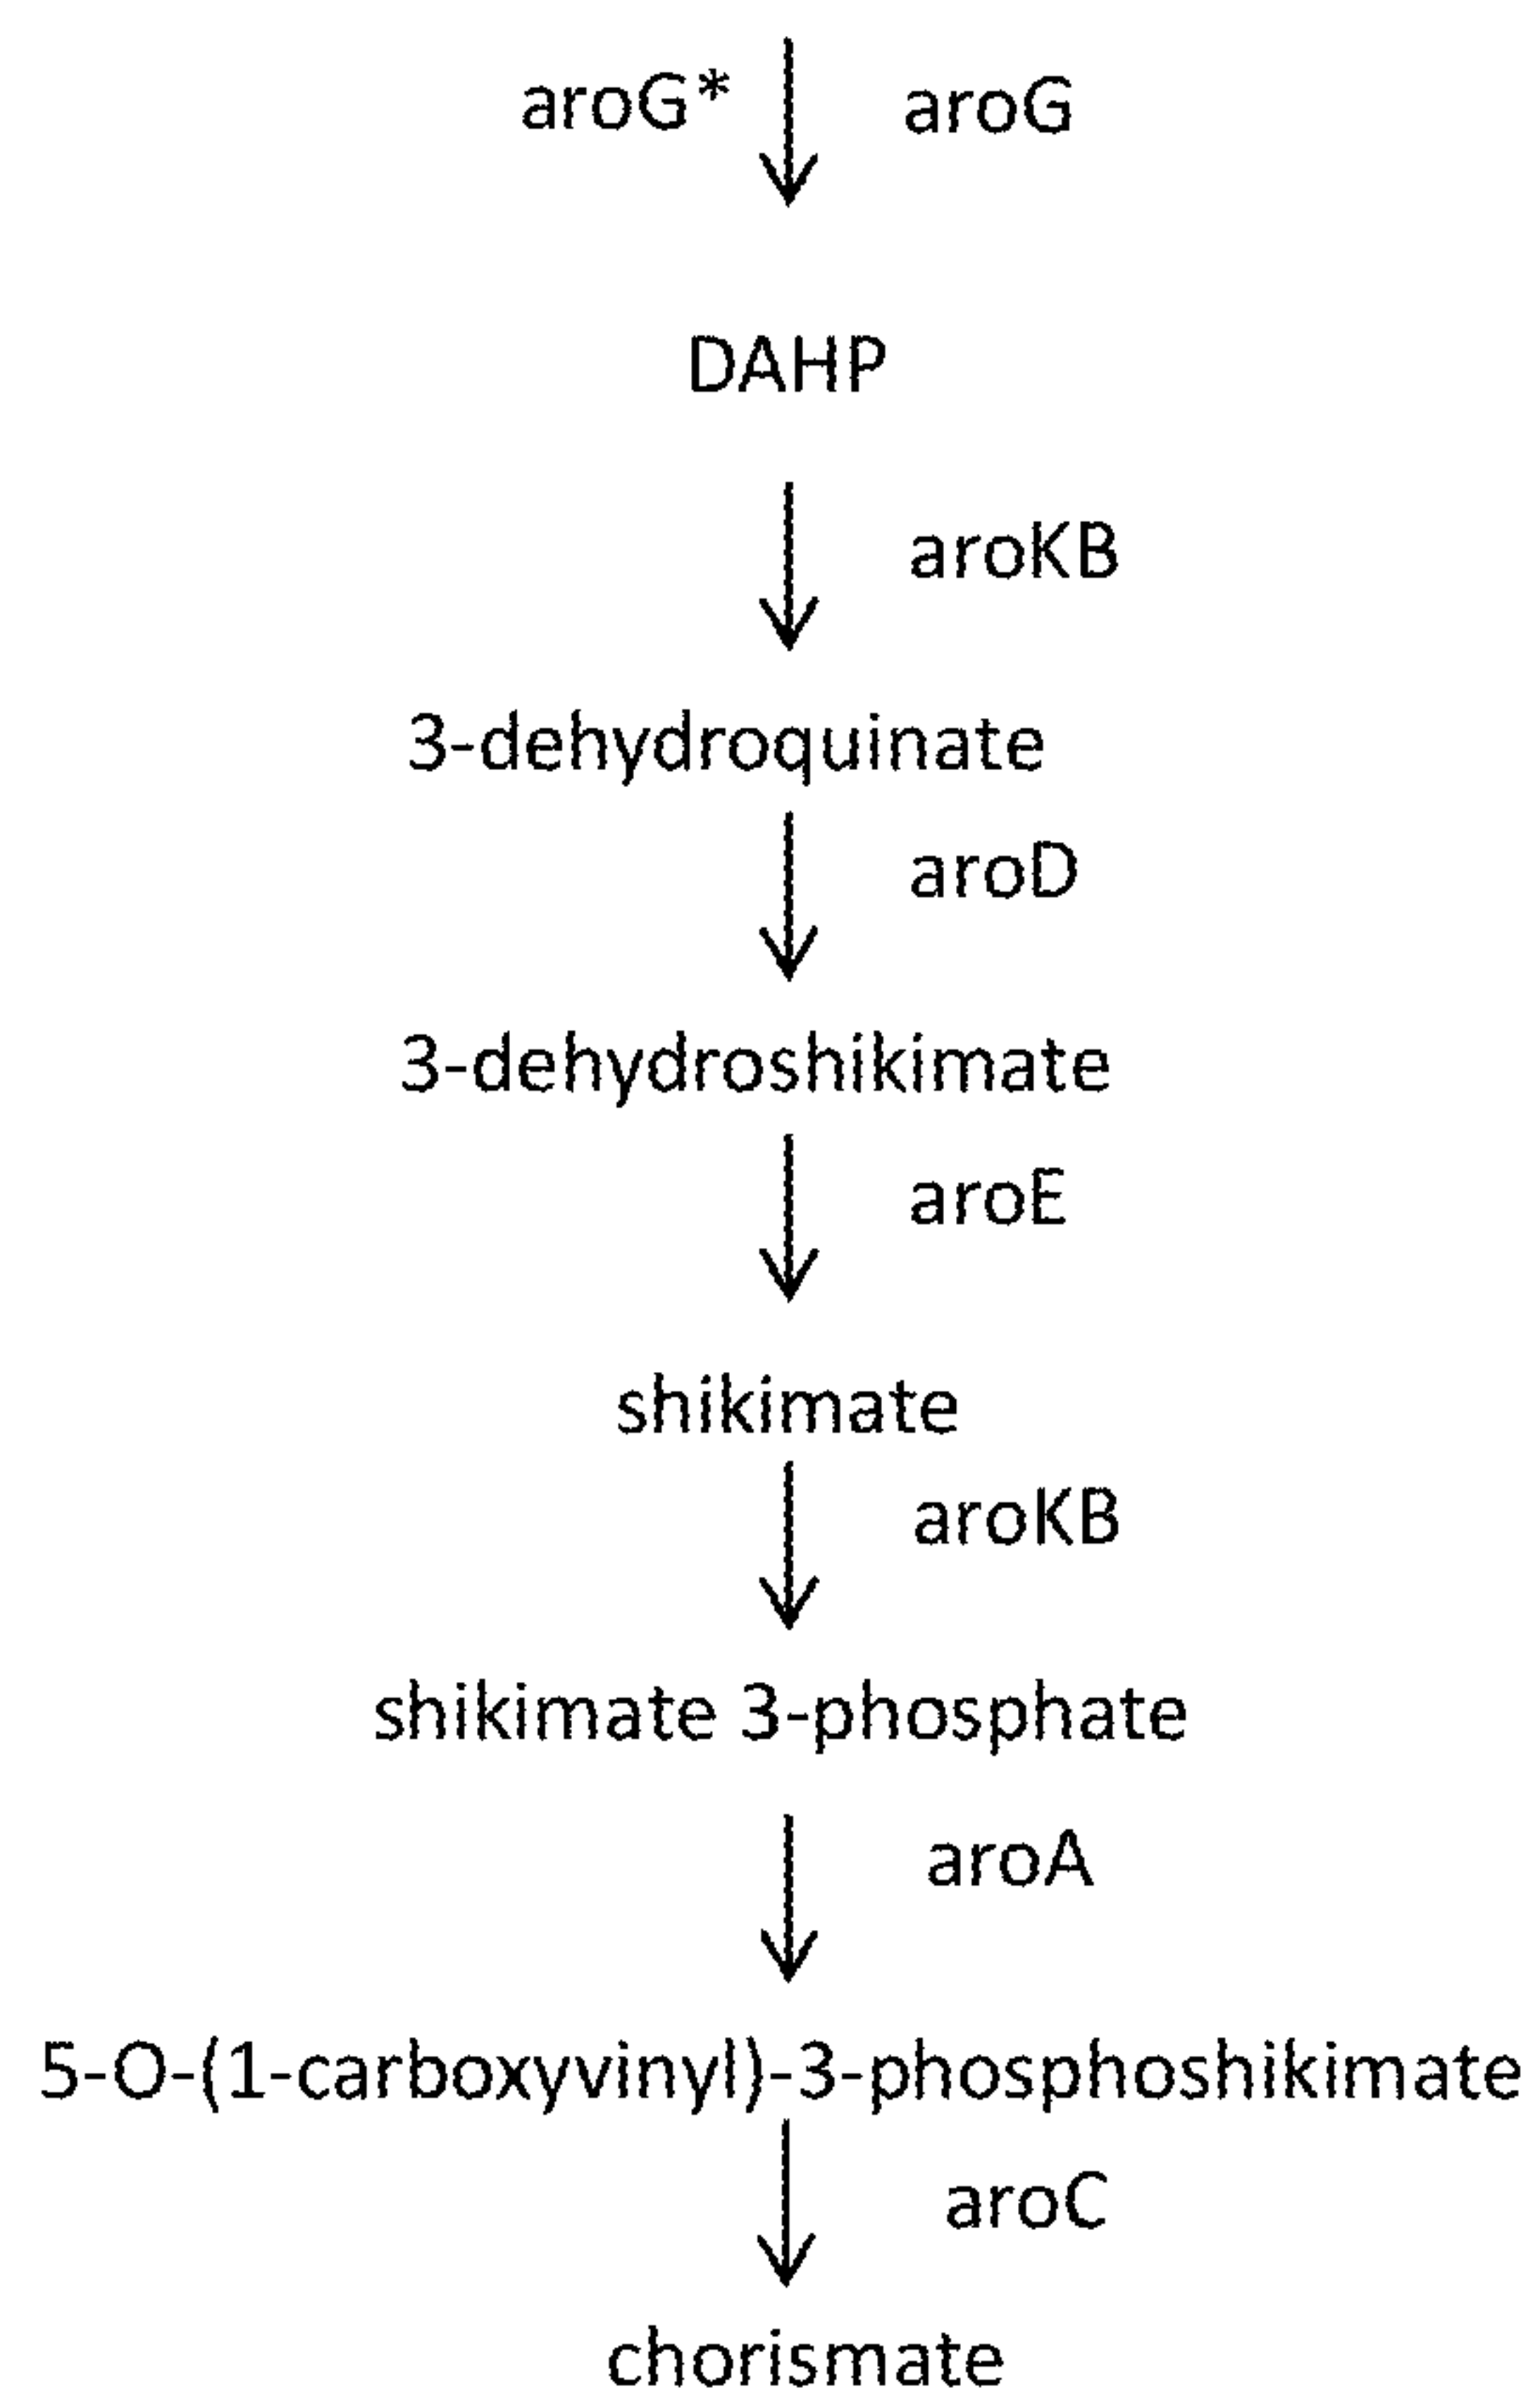 aroG* aroG
DAHP
aroKB
3-dehydroquinate
aroD
3-dehydroshikimate
aroE
shikimate
aroKB
shikimate 3-phosphate
aroA
5-O-(1-carboxyvinyl)-3-phosphoshikimate
aroC
chorismate